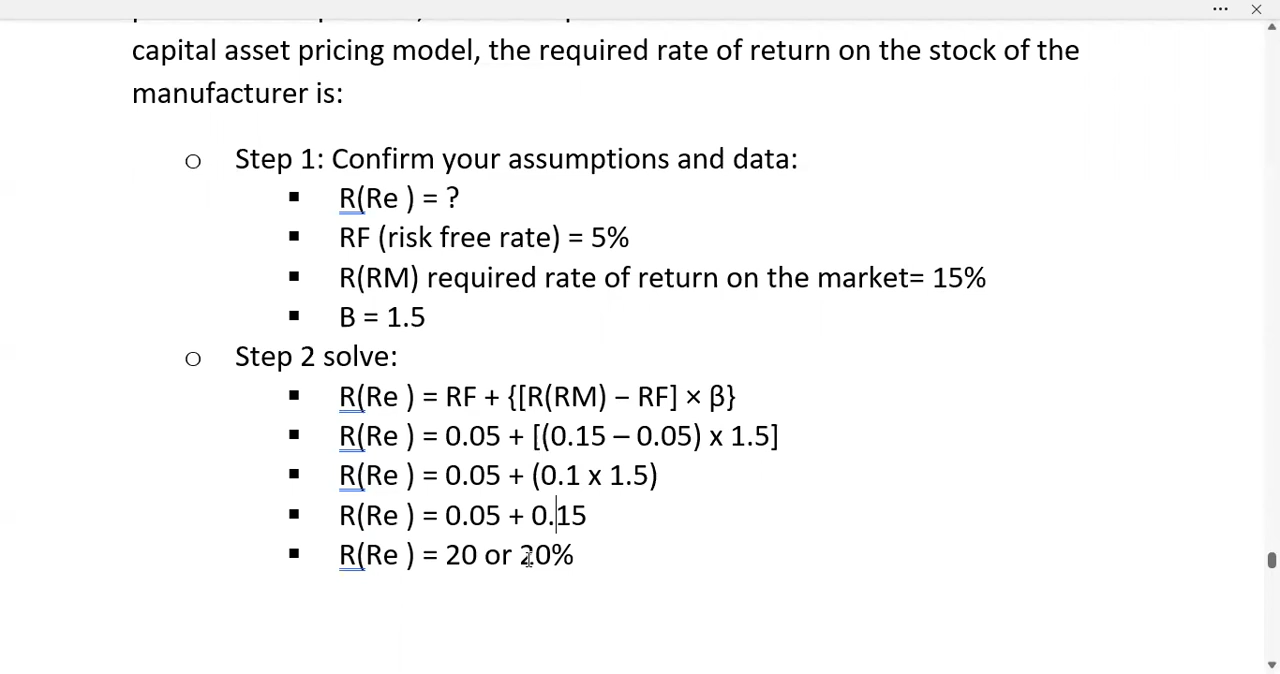 capital asset pricing model, the required rate of return on the stock of the
manufacturer is:
o Step 1: Confirm your assumptions and data:
▪ R(Re ) = ?
▪ RF (risk free rate) = 5%
▪ R(RM) required rate of return on the market= 15%
▪ B = 1.5
o Step 2 solve:
▪ R(Re ) = RF + {[R(RM) – RF] × β}
▪ R(Re ) = 0.05 + [(0.15 – 0.05) x 1.5]
▪ R(Re ) = 0.05 + (0.1 x 1.5)
▪ R(Re ) = 0.05 + 0.15
▪ R(Re ) = 20 or 20%